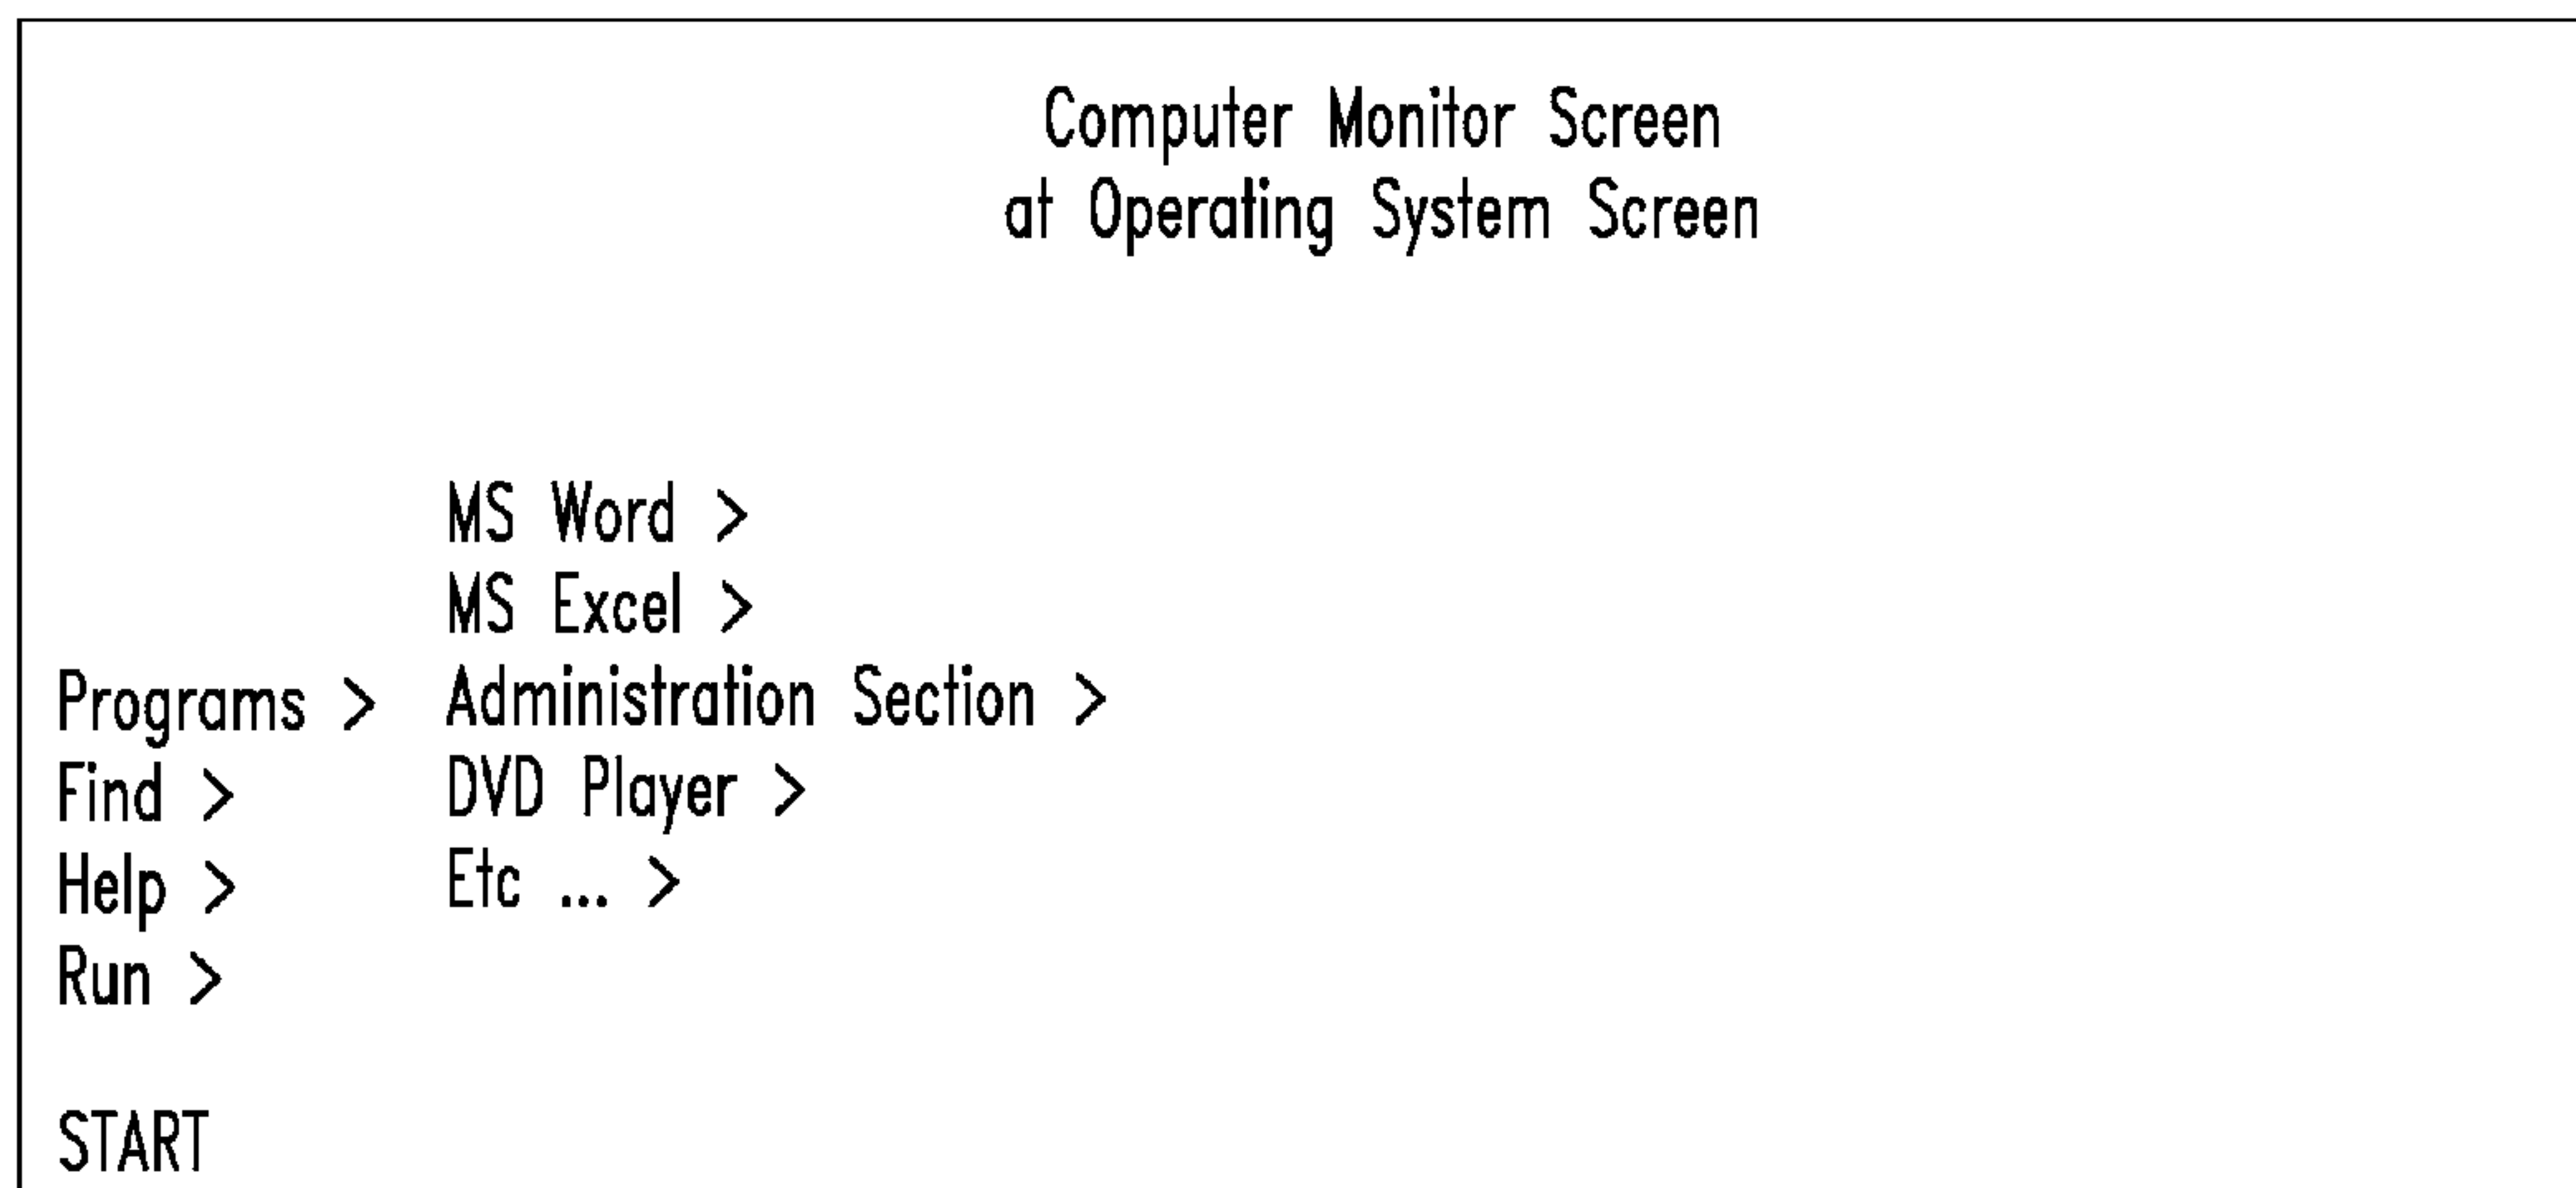 Computer Monitor Screen
at Operating System Screen
MS Word >
MS Excel >
Programs > Administration Section >
Find > DVD Player >
Help > Etc ... >
Run >
START